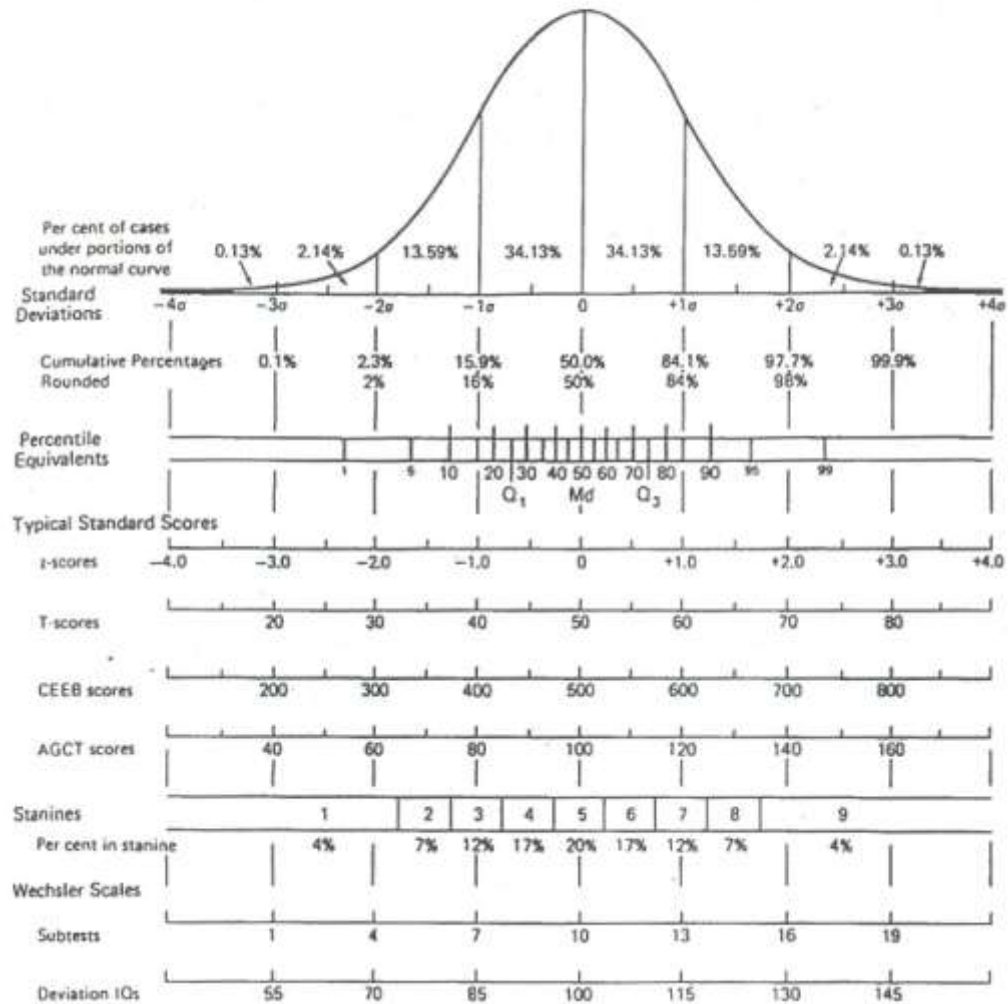 Per cent of cases
under portions of
the normal curve
0.13% 2.14% 13.59% 34.13% 34.13% 13.59% 2.14% 0.13%
Standard
Deviations
−4σ −3σ −2σ −1σ 0 +1σ +2σ +3σ +4σ
Cumulative Percentages 0.1% 2.3% 15.9% 50.0% 84.1% 97.7% 99.9%
Rounded 2% 16% 50% 84% 98%
Percentile
Equivalents
1 5 10 20 30 40 50 60 70 80 90 95 99
Q1 Md Q3
Typical Standard Scores
z-scores −4.0 −3.0 −2.0 −1.0 0 +1.0 +2.0 +3.0 +4.0
T-scores 20 30 40 50 60 70 80
CEEB scores 200 300 400 500 600 700 800
AGCT scores 40 60 80 100 120 140 160
Stanines 1 2 3 4 5 6 7 8 9
Per cent in stanine 4% 7% 12% 17% 20% 17% 12% 7% 4%
Wechsler Scales
Subtests 1 4 7 10 13 16 19
Deviation IQs 55 70 85 100 115 130 145